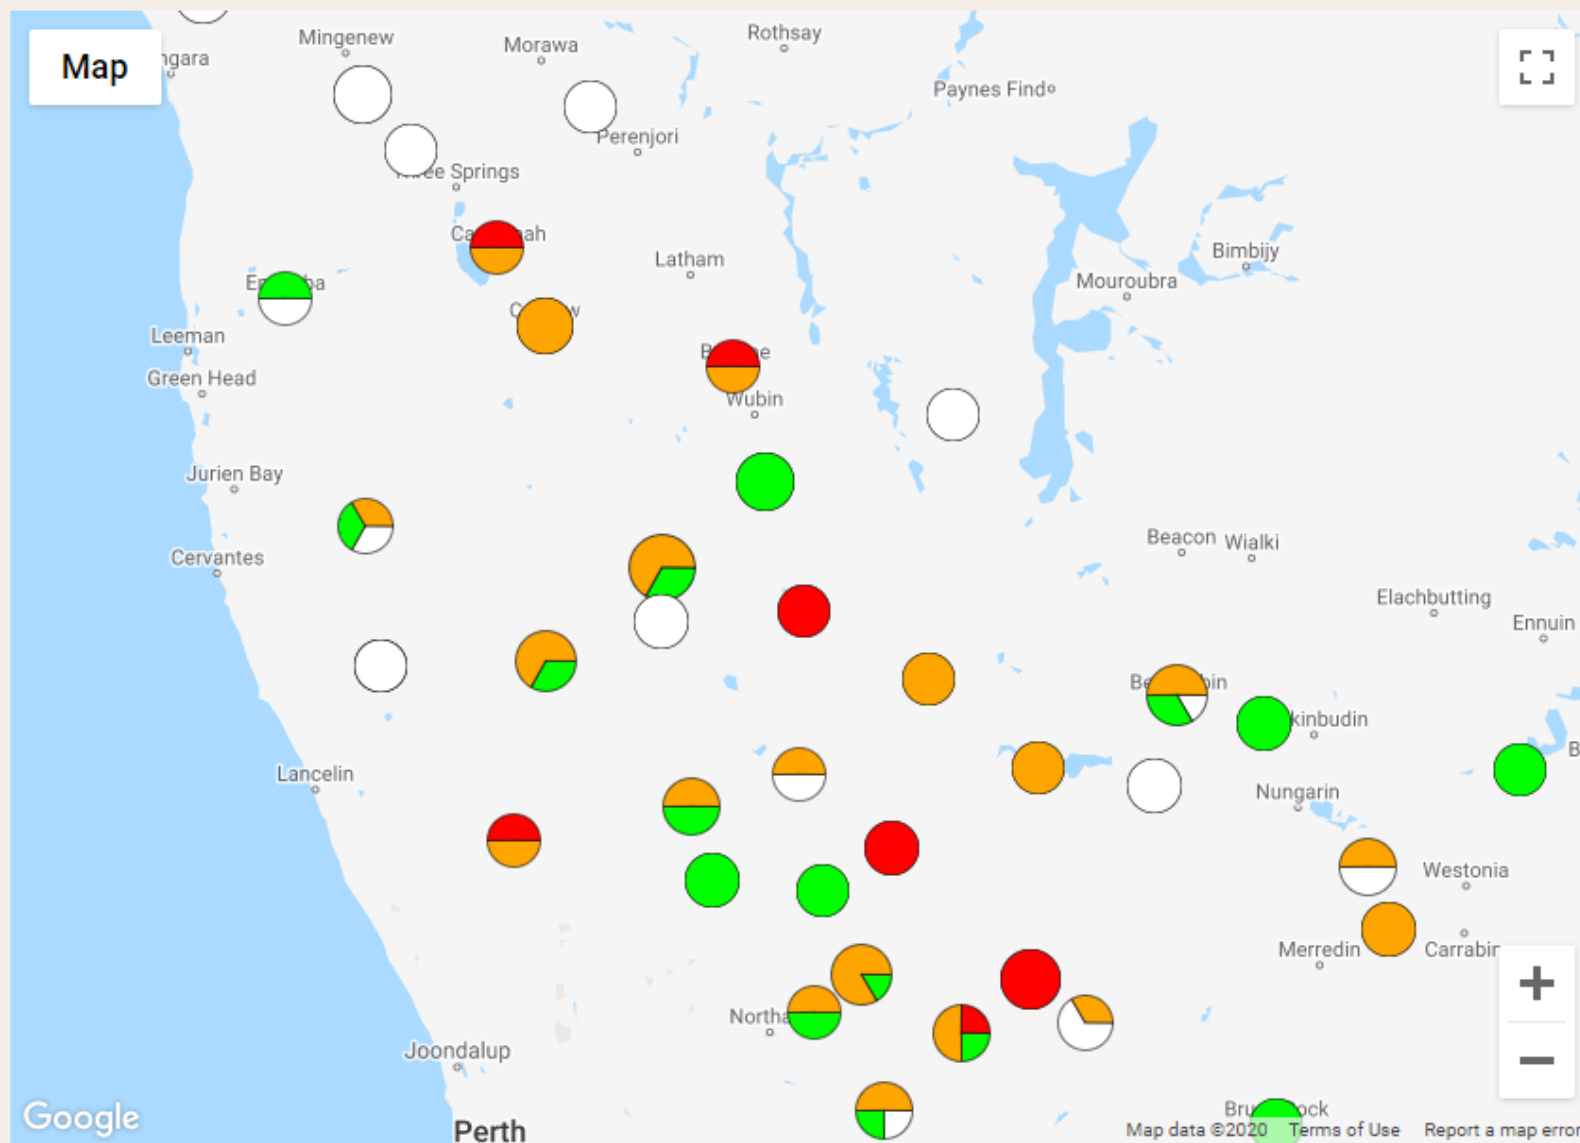 Map
Mingenew
Morawa
Rothsay
Paynes Find
Perenjori
Springs
Latham
Bimbijy
Mouroubra
Leeman
Green Head
Wubin
Jurien Bay
Cervantes
Beacon
Wialki
Elachbutting
Ennuin
Lancelin
Nungarin
Westonia
Merredin
Joondalup
Google
Perth
Map data ©2020
Terms of Use
Report a map error